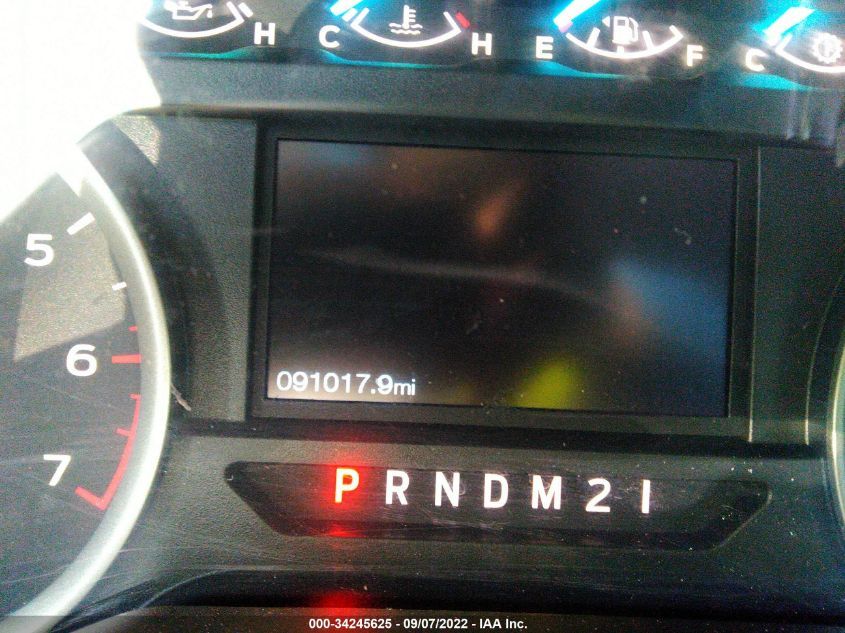 H C H E F C
5
6
7
091017.9mi
P R N D M 2 1
000-34245625 - 09/07/2022 - IAA Inc.